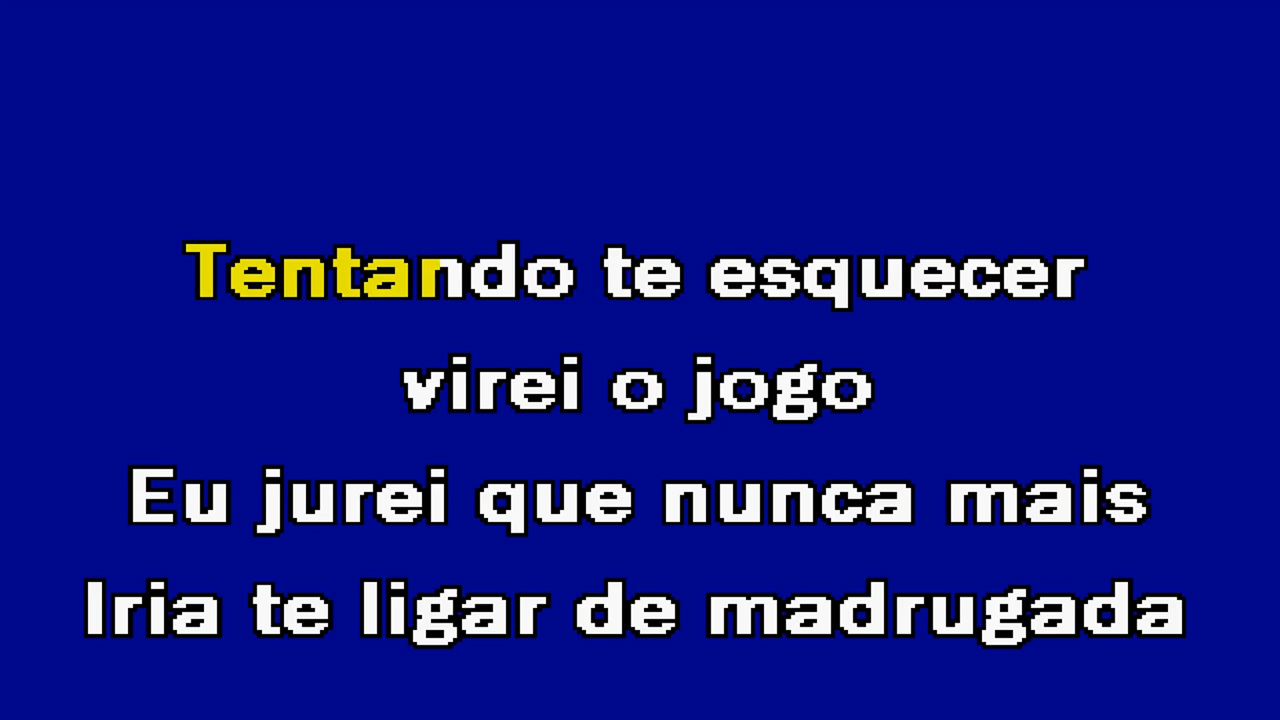 Tentando te esquecer
virei o jogo
Eu jurei que nunca mais
Iria te ligar de madrugada